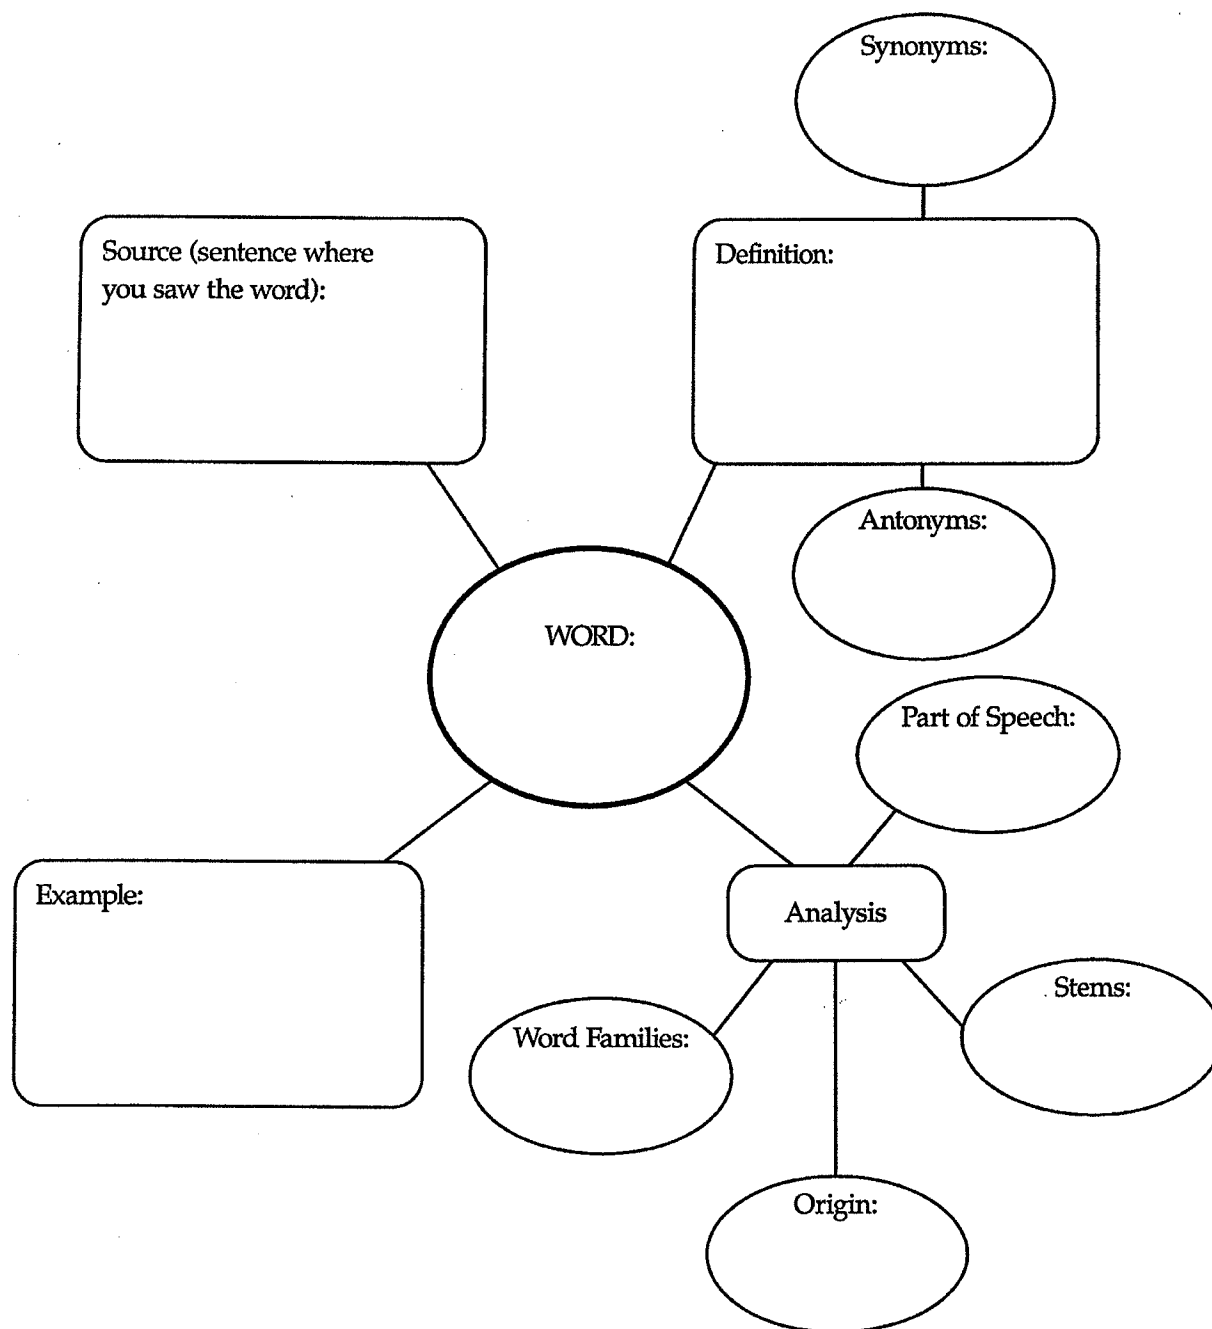 Synonyms:
Source (sentence where
you saw the word):
Definition:
Antonyms:
WORD:
Part of Speech:
Example:
Analysis
Stems:
Word Families:
Origin: